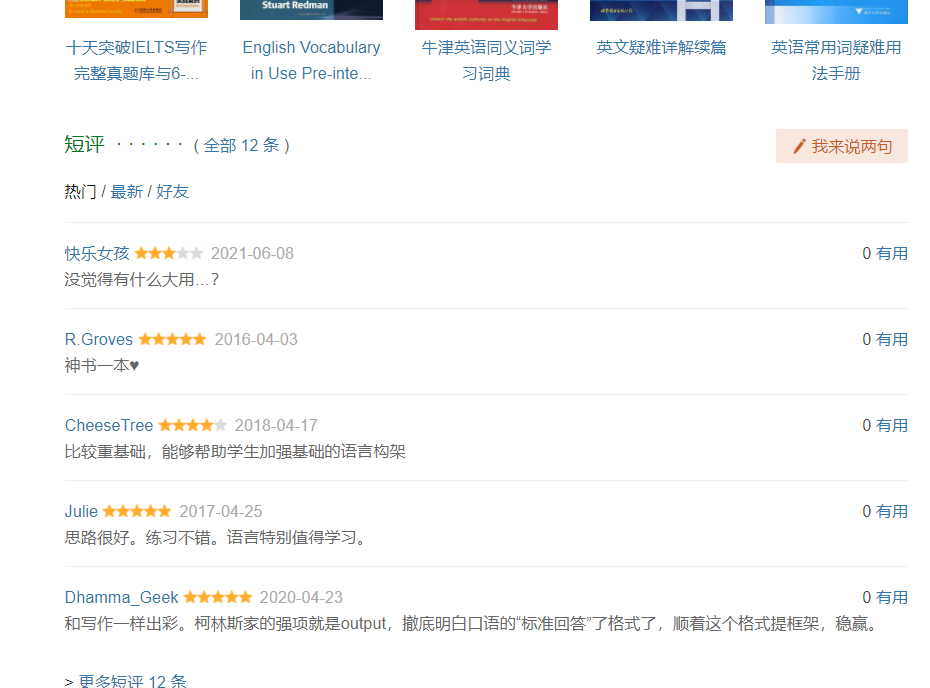 Stuart Redman
牛津大学出版社
十天突破IELTS写作
完整真题库与6-...
English Vocabulary
in Use Pre-inte...
牛津英语同义词学
习词典
英文疑难详解续篇
英语常用词疑难用
法手册
短评 · · · · · · ( 全部 12 条 )
我来说两句
热门 / 最新 / 好友
快乐女孩 2021-06-08 0 有用
没觉得有什么大用…？
R.Groves 2016-04-03 0 有用
神书一本♥
CheeseTree 2018-04-17 0 有用
比较重基础，能够帮助学生加强基础的语言构架
Julie 2017-04-25 0 有用
思路很好。练习不错。语言特别值得学习。
Dhamma_Geek 2020-04-23 0 有用
和写作一样出彩。柯林斯家的强项就是output，撤底明白口语的“标准回答”了格式了，顺着这个格式提框架，稳赢。
> 更多短评 12 条